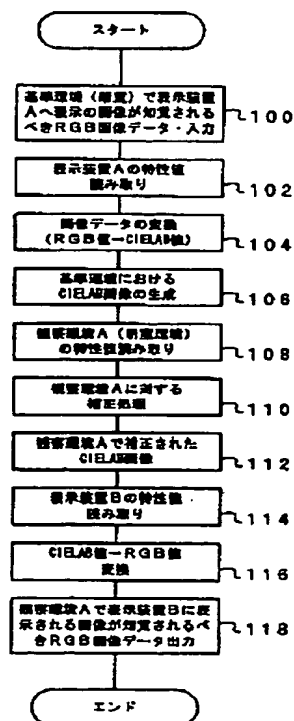 スタート
基準環境(暗室)で表示装置
Aへ表示の画像が知覚される
べきRGB画像データ・入力
100
表示装置Aの特性値
読み取り
102
画像データの変換
(RGB値→CIELAB値)
104
基準環境における
CIELAB画像の生成
106
観察環境A(明室環境)
の特性値読み取り
108
観察環境Aに対する
補正処理
110
観察環境Aで補正された
CIELAB画像
112
表示装置Bの特性値
読み取り
114
CIELAB値→RGB値
変換
116
観察環境Aで表示装置Bに表
示される画像が知覚されるべ
きRGB画像データ出力
118
エンド